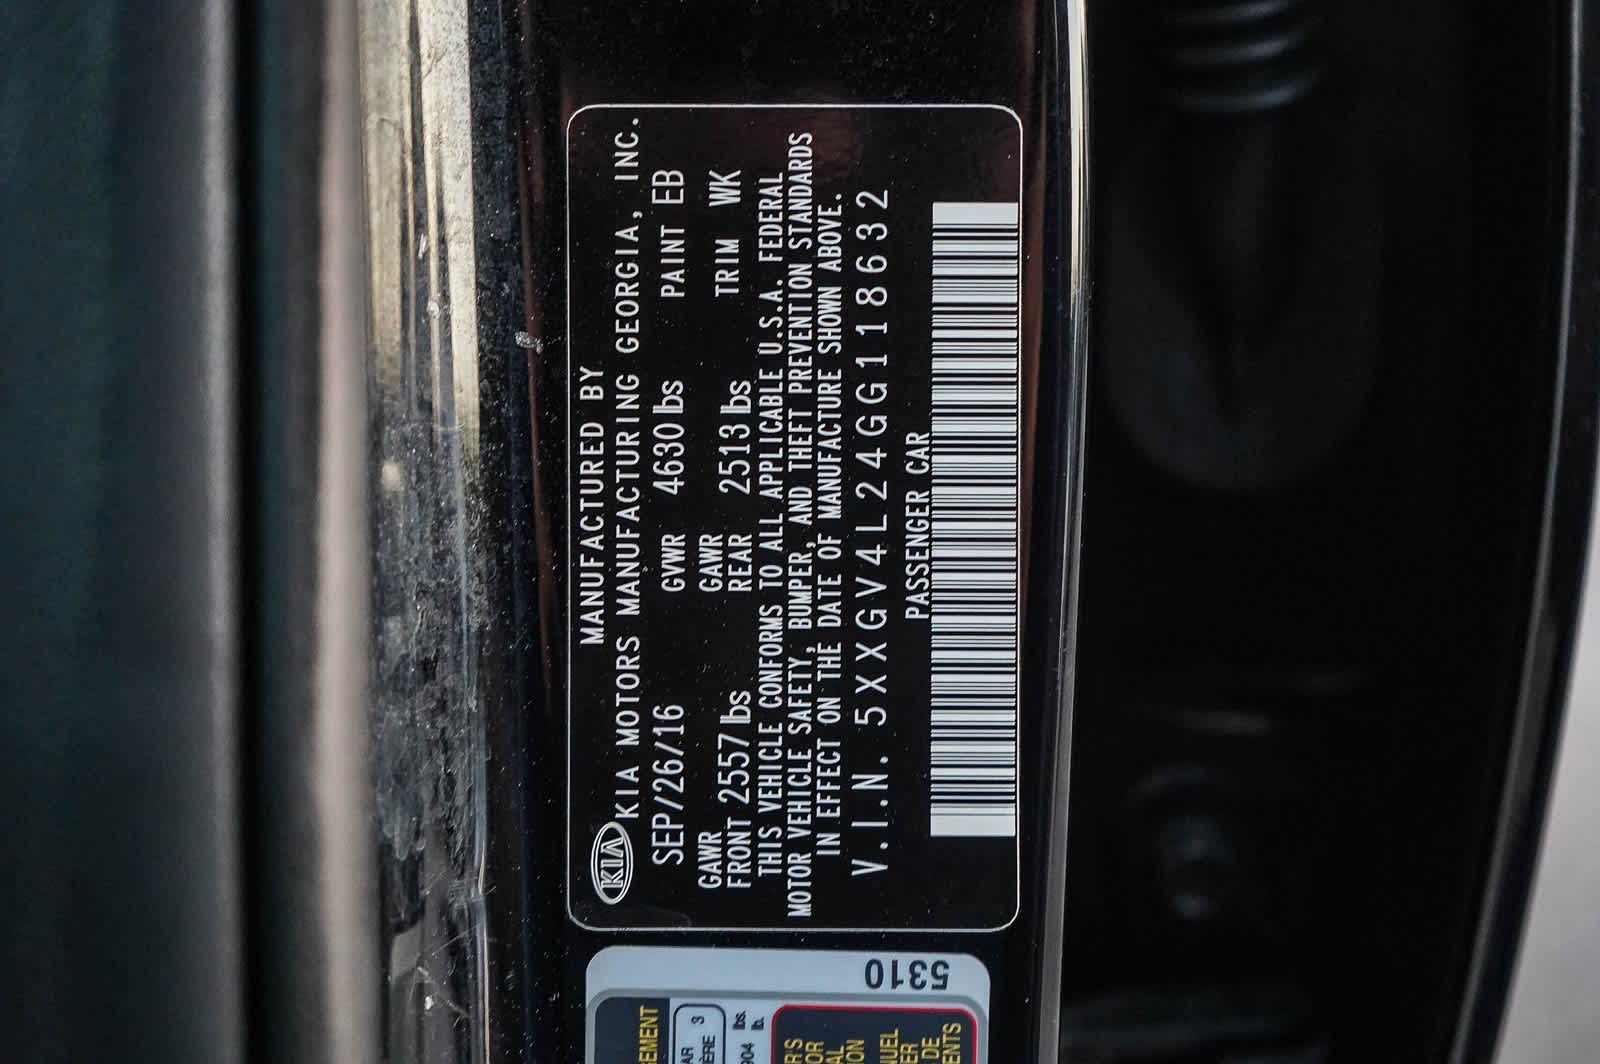 MANUFACTURED BY
KIA KIA MOTORS MANUFACTURING GEORGIA, INC.
SEP/26/16 GVWR 4630 lbs PAINT EB
GAWR FRONT 2557 lbs GAWR REAR 2513 lbs TRIM WK
THIS VEHICLE CONFORMS TO ALL APPLICABLE U.S.A. FEDERAL
MOTOR VEHICLE SAFETY, BUMPER, AND THEFT PREVENTION STANDARDS
IN EFFECT ON THE DATE OF MANUFACTURE SHOWN ABOVE.
V.I.N. 5XXGV4L24GG118632
PASSENGER CAR
5310